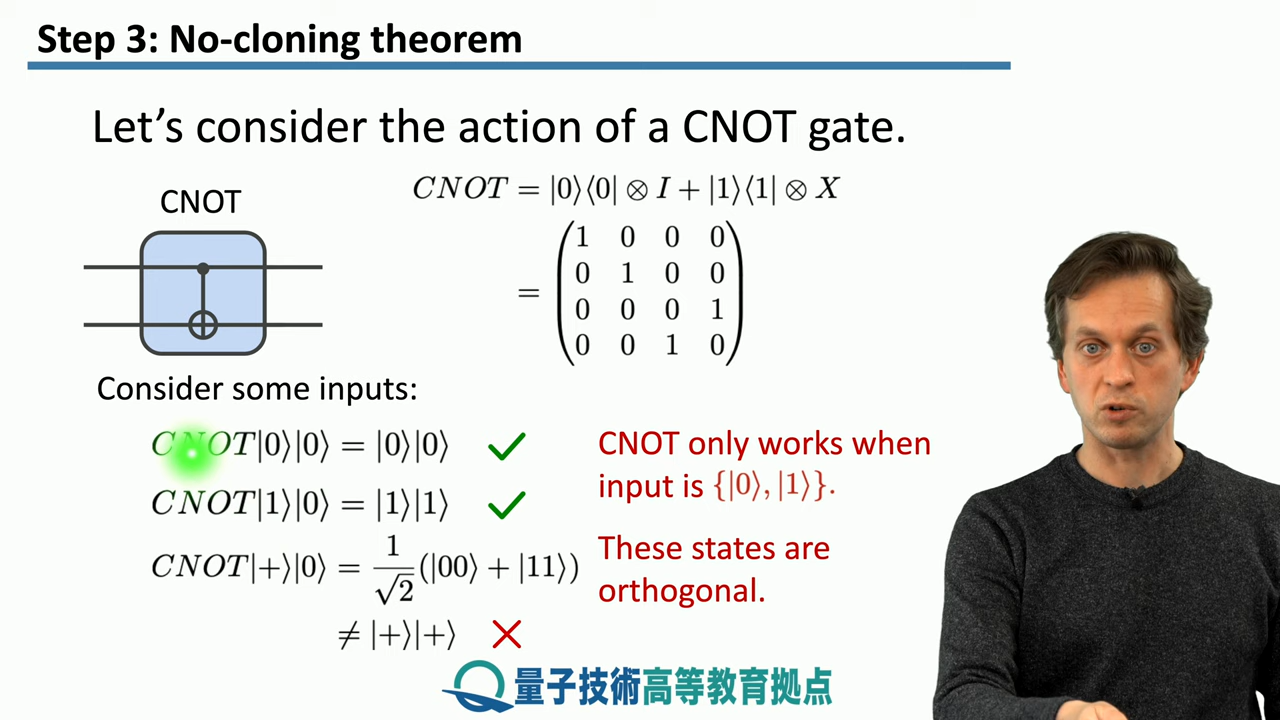 Step 3: No-cloning theorem
Let's consider the action of a CNOT gate.
CNOT
CNOT = |0⟩⟨0| ⊗ I + |1⟩⟨1| ⊗ X
= (1 0 0 0
0 1 0 0
0 0 0 1
0 0 1 0)
Consider some inputs:
CNOT|0⟩|0⟩ = |0⟩|0⟩ ✓
CNOT|1⟩|0⟩ = |1⟩|1⟩ ✓
CNOT|+⟩|0⟩ = 1/√2 (|00⟩ + |11⟩)
≠ |+⟩|+⟩ ✗
CNOT only works when
input is {|0⟩, |1⟩}.
These states are
orthogonal.
量子技術高等教育拠点